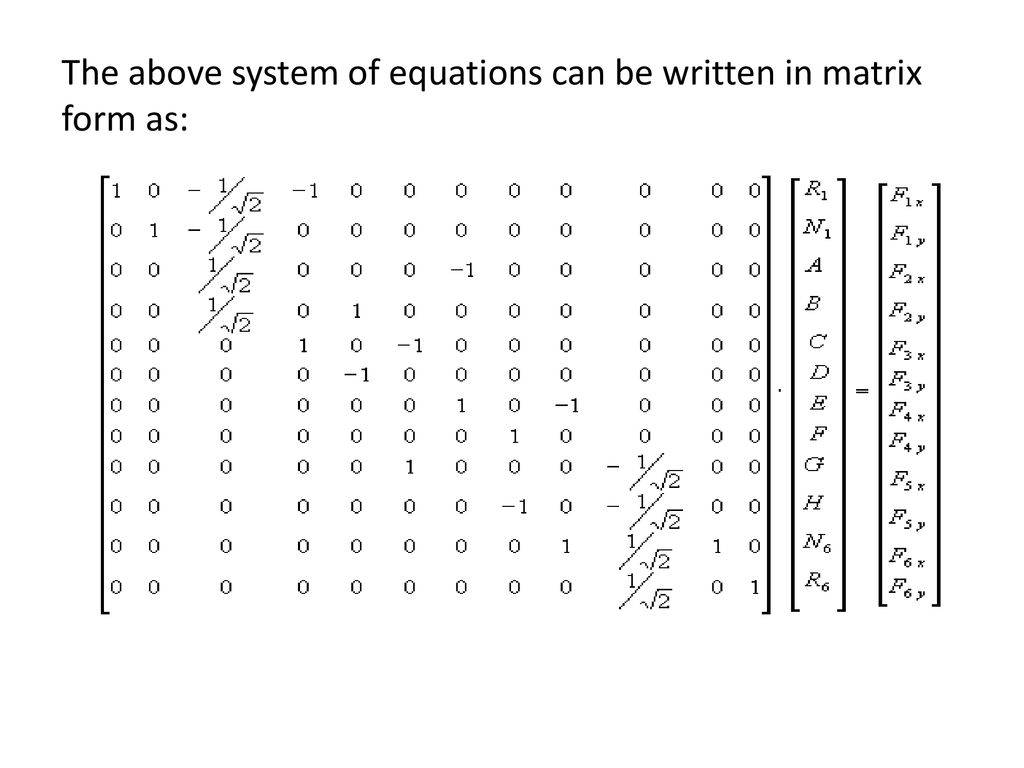 The above system of equations can be written in matrix
form as:
1 0 − 1/√2 −1 0 0 0 0 0 0 0 0 R₁ F₁ₓ
0 1 − 1/√2 0 0 0 0 0 0 0 0 0 N₁ F₁ᵧ
0 0 1/√2 0 0 0 −1 0 0 0 0 0 A F₂ₓ
0 0 1/√2 0 1 0 0 0 0 0 0 0 B F₂ᵧ
0 0 0 1 0 −1 0 0 0 0 0 0 C F₃ₓ
0 0 0 0 −1 0 0 0 0 0 0 0 · D = F₃ᵧ
0 0 0 0 0 0 1 0 −1 0 0 0 E F₄ₓ
0 0 0 0 0 0 0 1 0 0 0 0 F F₄ᵧ
0 0 0 0 0 1 0 0 0 − 1/√2 0 0 G F₅ₓ
0 0 0 0 0 0 0 −1 0 − 1/√2 0 0 H F₅ᵧ
0 0 0 0 0 0 0 0 1 1/√2 1 0 N₆ F₆ₓ
0 0 0 0 0 0 0 0 0 1/√2 0 1 R₆ F₆ᵧ